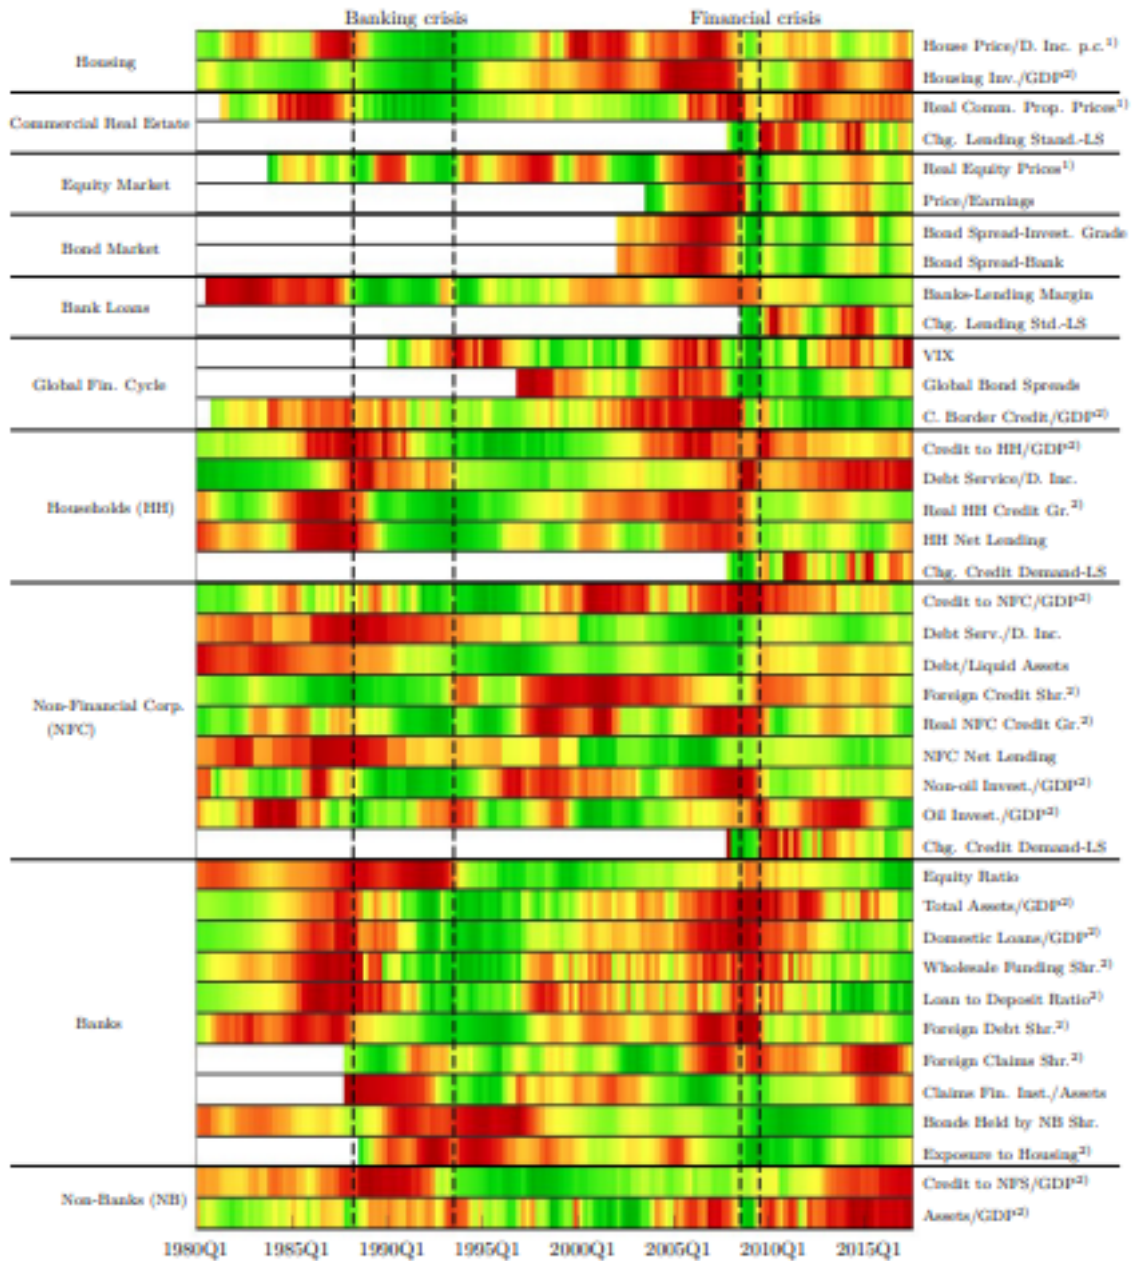 Banking crisis Financial crisis
Housing
House Price/D. Inc. p.c.¹⁾
Housing Inv./GDP²⁾
Commercial Real Estate
Real Comm. Prop. Prices¹⁾
Chg. Lending Stand.-LS
Equity Market
Real Equity Prices¹⁾
Price/Earnings
Bond Market
Bond Spread-Invest. Grade
Bond Spread-Bank
Bank Loans
Banks-Lending Margin
Chg. Lending Std.-LS
Global Fin. Cycle
VIX
Global Bond Spreads
C. Border Credit/GDP²⁾
Households (HH)
Credit to HH/GDP²⁾
Debt Service/D. Inc.
Real HH Credit Gr.²⁾
HH Net Lending
Chg. Credit Demand-LS
Non-Financial Corp.
(NFC)
Credit to NFC/GDP²⁾
Debt Serv./D. Inc.
Debt/Liquid Assets
Foreign Credit Shr.²⁾
Real NFC Credit Gr.²⁾
NFC Net Lending
Non-oil Invest./GDP²⁾
Oil Invest./GDP²⁾
Chg. Credit Demand-LS
Banks
Equity Ratio
Total Assets/GDP²⁾
Domestic Loans/GDP²⁾
Wholesale Funding Shr.²⁾
Loan to Deposit Ratio²⁾
Foreign Debt Shr.²⁾
Foreign Claims Shr.²⁾
Claims Fin. Inst./Assets
Bonds Held by NB Shr.
Exposure to Housing²⁾
Non-Banks (NB)
Credit to NFS/GDP²⁾
Assets/GDP²⁾
1980Q1 1985Q1 1990Q1 1995Q1 2000Q1 2005Q1 2010Q1 2015Q1